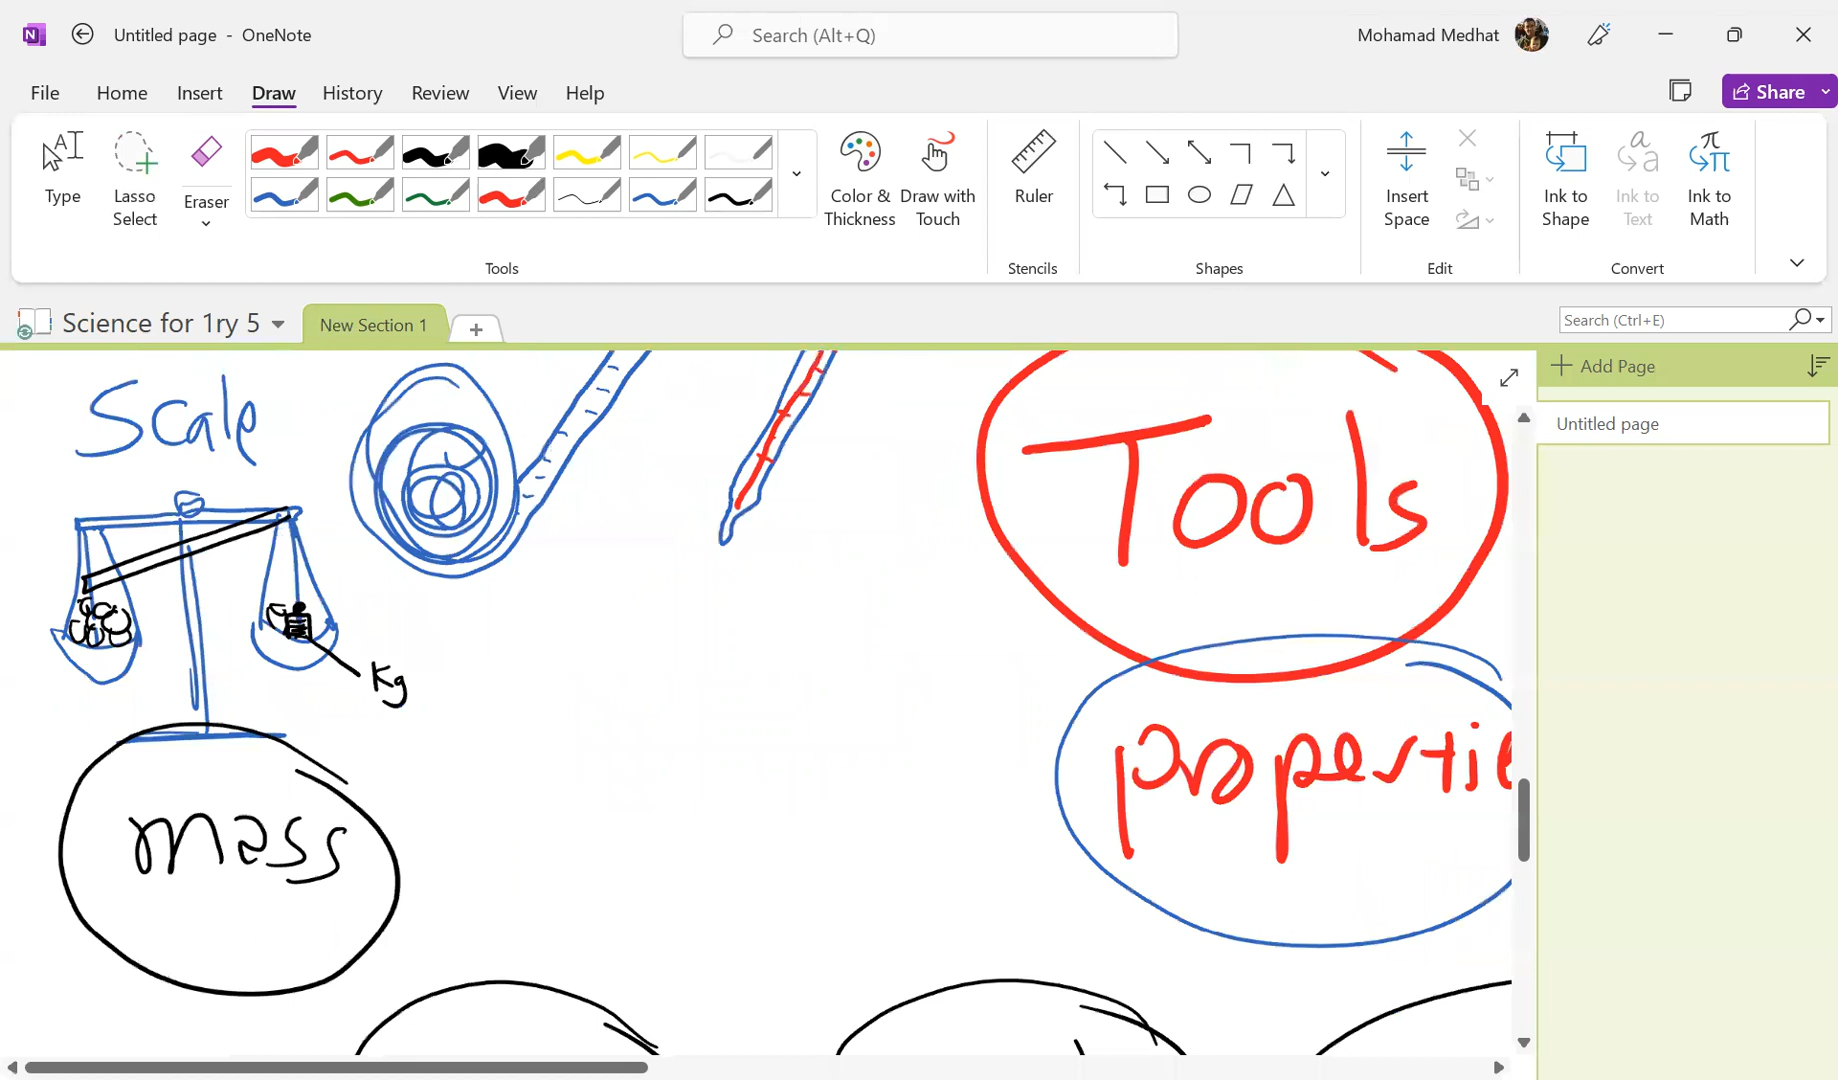 Untitled page - OneNote
Search (Alt+Q)
Mohamad Medhat
File Home Insert Draw History Review View Help
Share
Type
Lasso Select
Eraser
Color & Thickness
Draw with Touch
Ruler
Insert Space
Ink to Shape
Ink to Text
Ink to Math
Tools
Stencils
Shapes
Edit
Convert
Science for 1ry 5
New Section 1
Search (Ctrl+E)
Add Page
Untitled page
Scale
Tools
Kg
propertie
mass